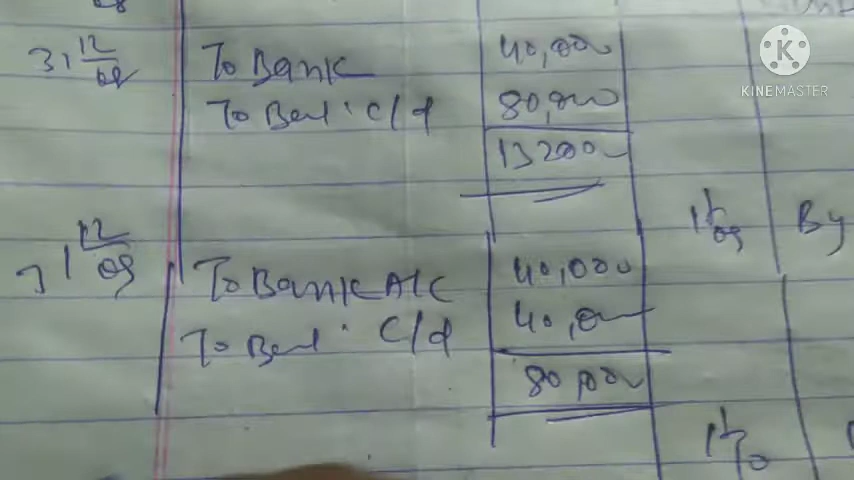 31 12/08 To Bank 40,000
To Bal. C/d 80,000
132000
1/1/09 By
31 12/09 To Bank A/C 40,000
To Bal. C/d 40,000
80,000
1/1/10
K
KINEMASTER